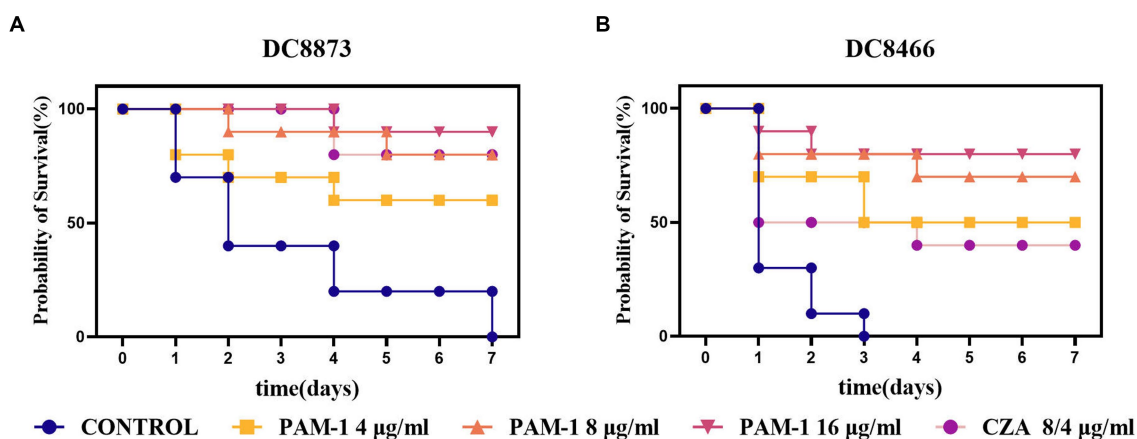 A
DC8873
Probability of Survival(%)
100
50
0
0 1 2 3 4 5 6 7
time(days)
B
DC8466
Probability of Survival(%)
100
50
0
0 1 2 3 4 5 6 7
time(days)
CONTROL PAM-1 4 μg/ml PAM-1 8 μg/ml PAM-1 16 μg/ml CZA 8/4 μg/ml